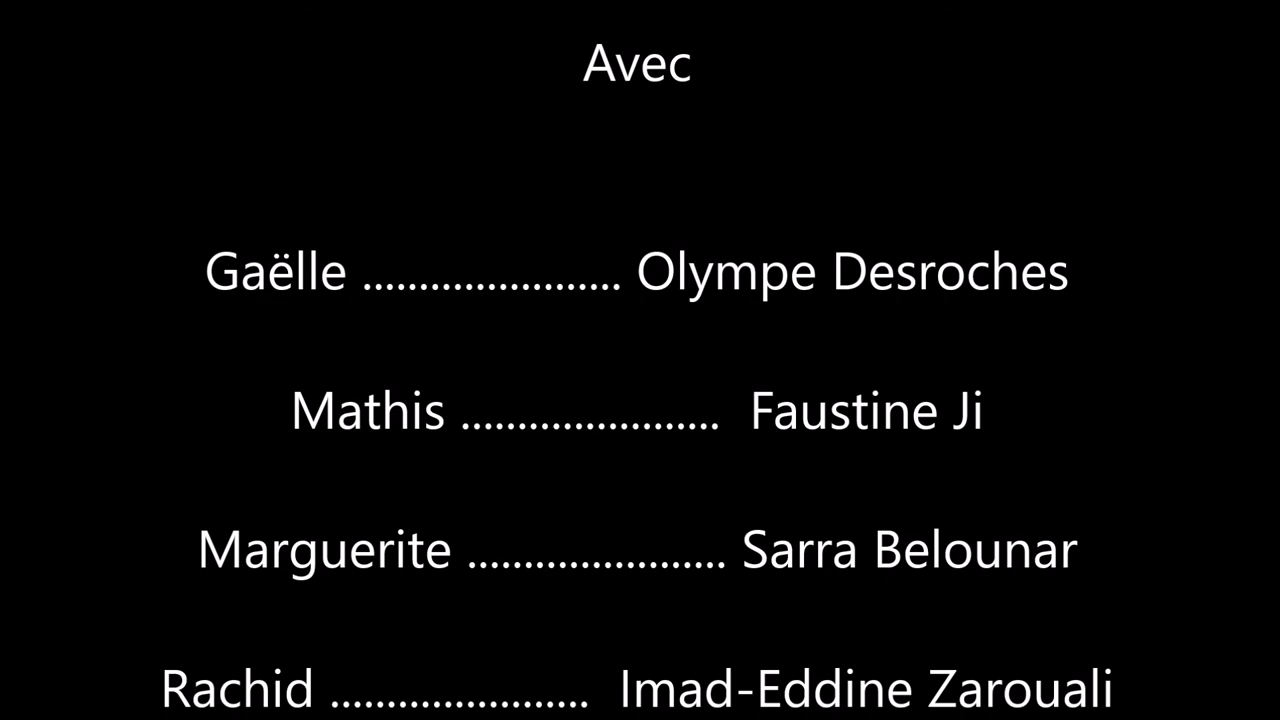 Avec
Gaëlle ....................... Olympe Desroches
Mathis ....................... Faustine Ji
Marguerite ....................... Sarra Belounar
Rachid ....................... Imad-Eddine Zarouali